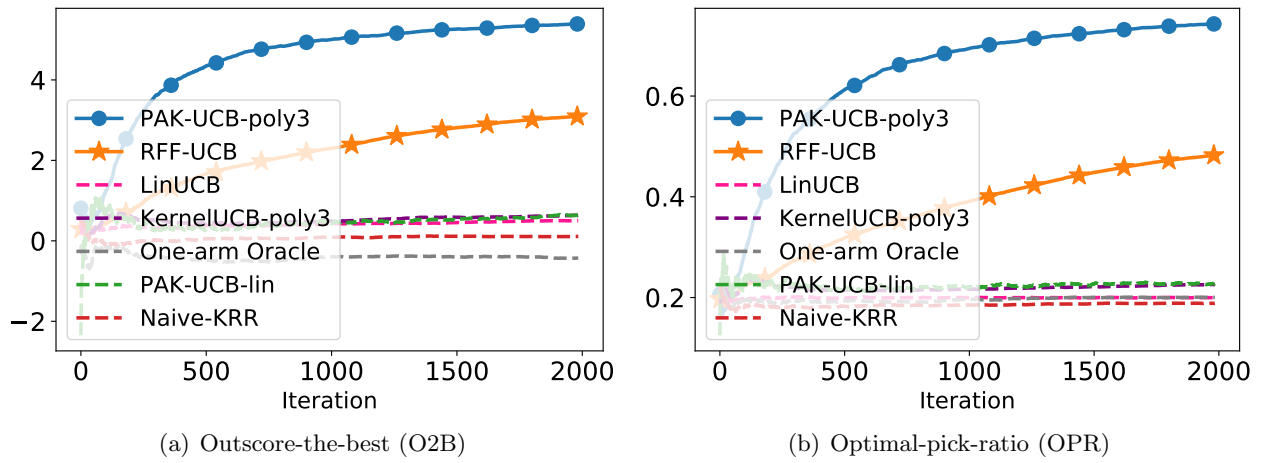 4
2
0
−2
PAK-UCB-poly3
RFF-UCB
LinUCB
KernelUCB-poly3
One-arm Oracle
PAK-UCB-lin
Naive-KRR
0 500 1000 1500 2000
Iteration
(a) Outscore-the-best (O2B)
0.6
0.4
0.2
PAK-UCB-poly3
RFF-UCB
LinUCB
KernelUCB-poly3
One-arm Oracle
PAK-UCB-lin
Naive-KRR
0 500 1000 1500 2000
Iteration
(b) Optimal-pick-ratio (OPR)